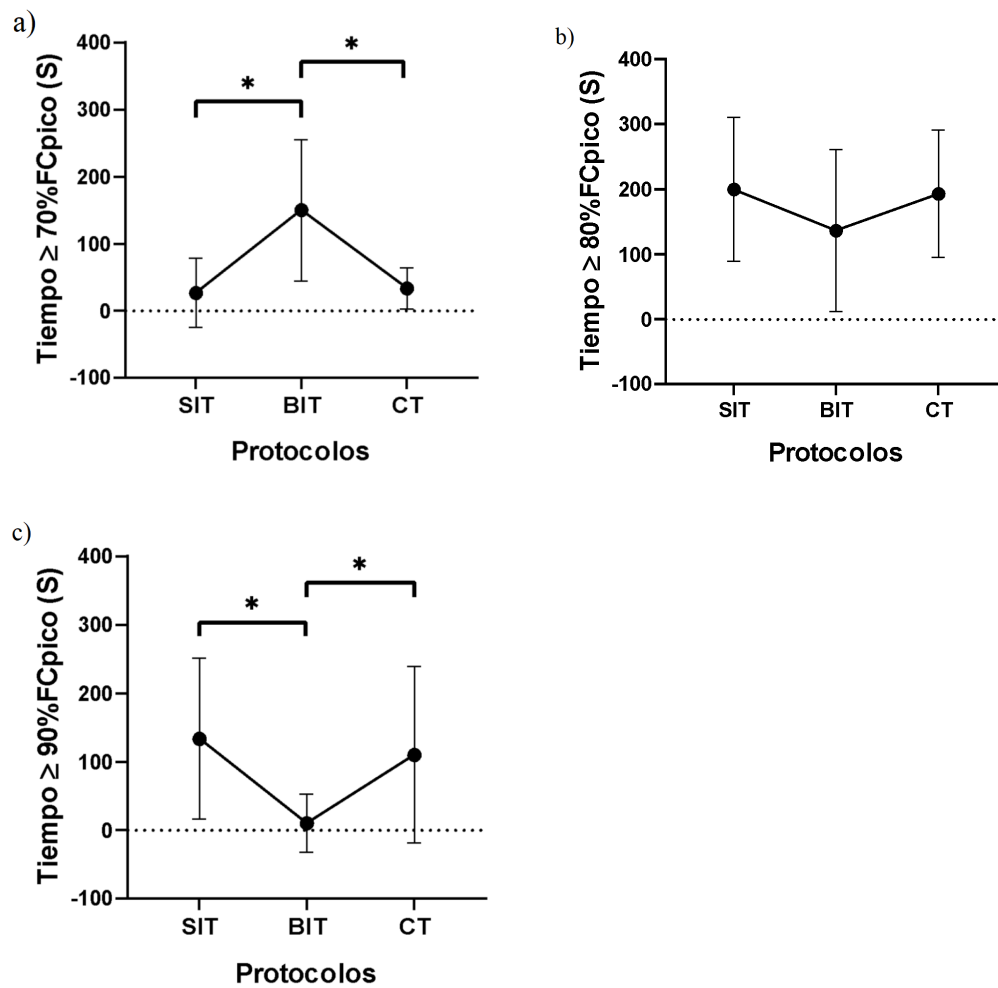 a)
Tiempo ≥ 70%FCpico (S)
400
300
200
100
0
-100
*
*
SIT BIT CT
Protocolos
b)
Tiempo ≥ 80%FCpico (S)
400
300
200
100
0
-100
SIT BIT CT
Protocolos
c)
Tiempo ≥ 90%FCpico (S)
400
300
200
100
0
-100
*
*
SIT BIT CT
Protocolos